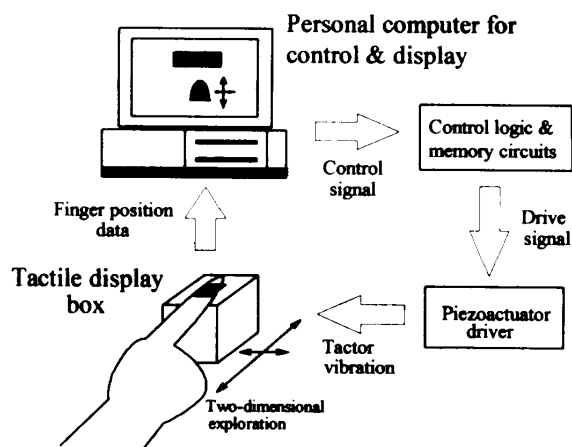 Personal computer for
control & display
Control logic &
memory circuits
Control
signal
Finger position
data
Drive
signal
Tactile display
box
Piezoactuator
driver
Tactor
vibration
Two-dimensional
exploration